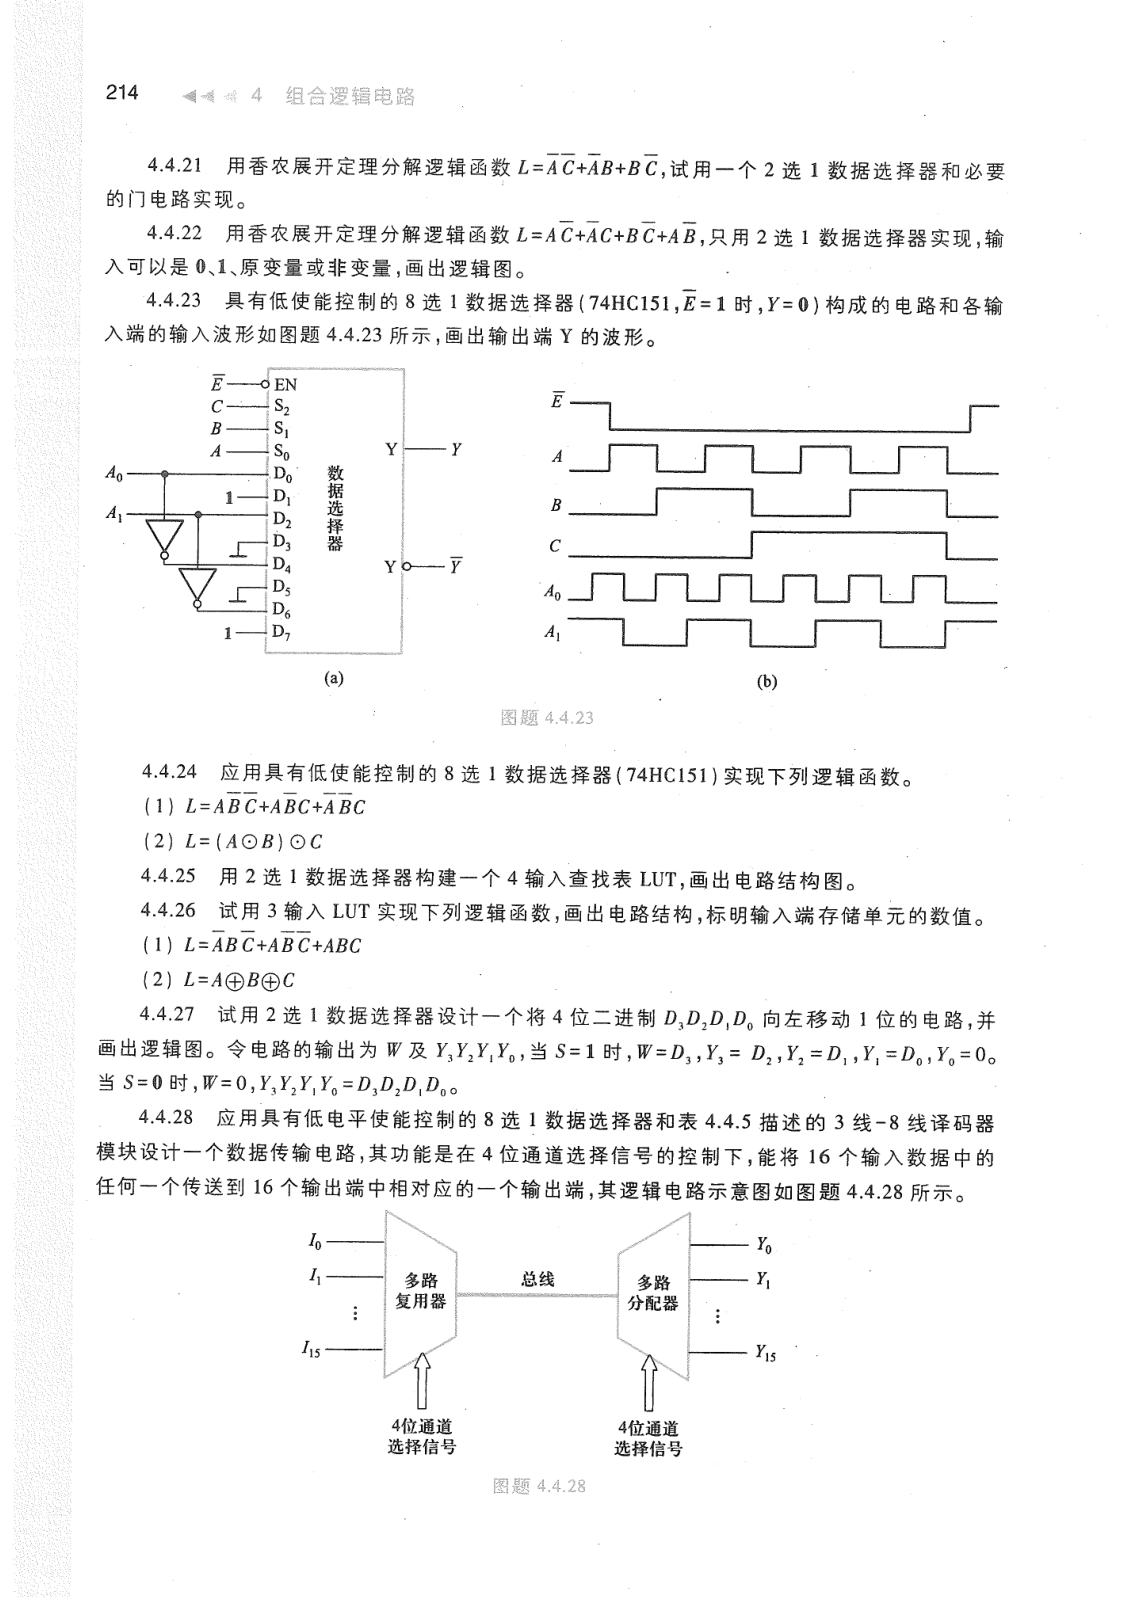 214 4 组合逻辑电路
4.4.21 用香农展开定理分解逻辑函数 L=A̅ C̅+A̅B+B C̅,试用一个 2 选 1 数据选择器和必要
的门电路实现。
4.4.22 用香农展开定理分解逻辑函数 L=A C̅+A̅C+B C̅+A B̅,只用 2 选 1 数据选择器实现,输
入可以是 0、1、原变量或非变量,画出逻辑图。
4.4.23 具有低使能控制的 8 选 1 数据选择器(74HC151,E̅=1 时,Y=0)构成的电路和各输
入端的输入波形如图题 4.4.23 所示,画出输出端 Y 的波形。
E̅ EN
C S₂
B S₁
A S₀
A₀ D₀
1 D₁
A₁ D₂
D₃
D₄
D₅
D₆
1 D₇
数据选择器
Y Y
Y Y̅
(a)
E̅
A
B
C
A₀
A₁
(b)
图题 4.4.23
4.4.24 应用具有低使能控制的 8 选 1 数据选择器(74HC151)实现下列逻辑函数。
(1) L=AB̅ C̅+AB̅C+A̅ B̅C
(2) L=(A⊙B)⊙C
4.4.25 用 2 选 1 数据选择器构建一个 4 输入查找表 LUT,画出电路结构图。
4.4.26 试用 3 输入 LUT 实现下列逻辑函数,画出电路结构,标明输入端存储单元的数值。
(1) L=A̅B C̅+AB̅ C̅+ABC
(2) L=A⊕B⊕C
4.4.27 试用 2 选 1 数据选择器设计一个将 4 位二进制 D₃D₂D₁D₀ 向左移动 1 位的电路,并
画出逻辑图。令电路的输出为 W 及 Y₃Y₂Y₁Y₀,当 S=1 时,W=D₃,Y₃= D₂,Y₂=D₁,Y₁=D₀,Y₀=0。
当 S=0 时,W=0,Y₃Y₂Y₁Y₀=D₃D₂D₁D₀。
4.4.28 应用具有低电平使能控制的 8 选 1 数据选择器和表 4.4.5 描述的 3 线-8 线译码器
模块设计一个数据传输电路,其功能是在 4 位通道选择信号的控制下,能将 16 个输入数据中的
任何一个传送到 16 个输出端中相对应的一个输出端,其逻辑电路示意图如图题 4.4.28 所示。
I₀
I₁
⋮
I₁₅
多路
复用器
总线
多路
分配器
Y₀
Y₁
⋮
Y₁₅
4位通道
选择信号
4位通道
选择信号
图题 4.4.28